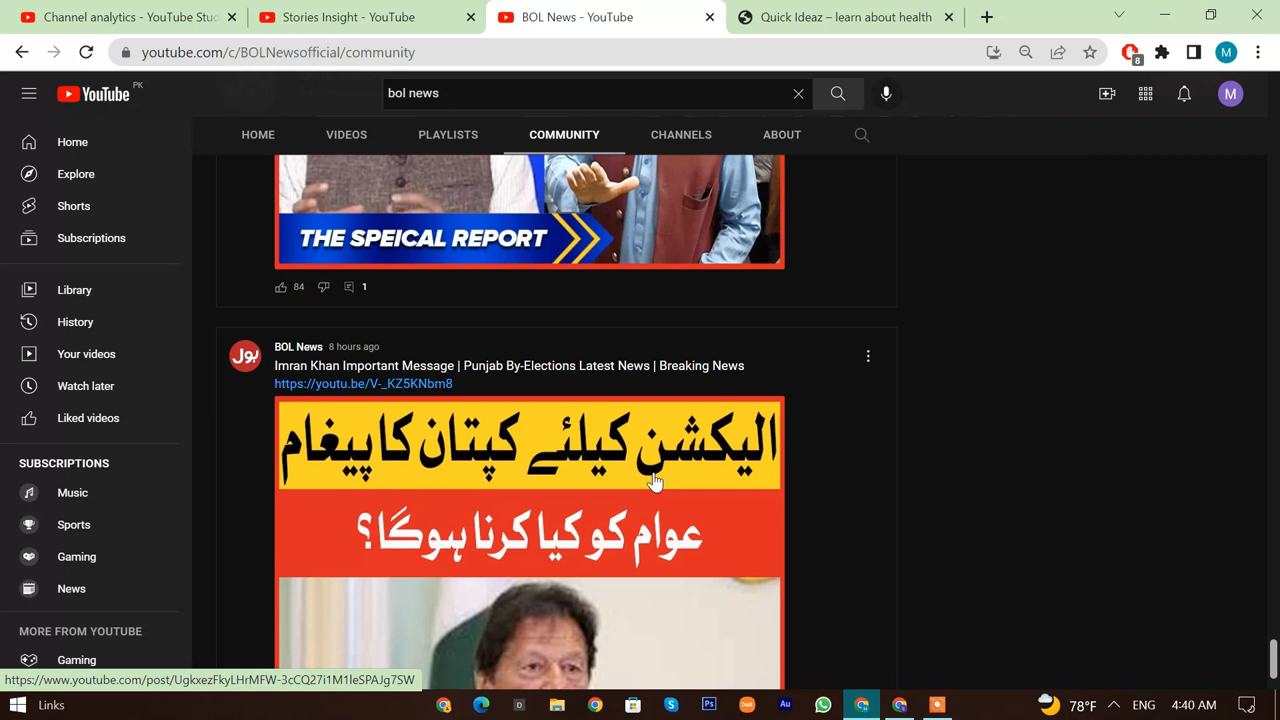 Channel analytics - YouTube Stu
Stories Insight - YouTube
BOL News - YouTube
Quick Ideaz – learn about health
youtube.com/c/BOLNewsofficial/community
8
M
YouTube
PK
bol news
M
HOME
VIDEOS
PLAYLISTS
COMMUNITY
CHANNELS
ABOUT
Home
Explore
Shorts
Subscriptions
Library
History
Your videos
Watch later
Liked videos
SUBSCRIPTIONS
Music
Sports
Gaming
News
MORE FROM YOUTUBE
Gaming
THE SPEICAL REPORT
84
1
بول
BOL News 8 hours ago
Imran Khan Important Message | Punjab By-Elections Latest News | Breaking News
https://youtu.be/V-_KZ5KNbm8
الیکشن کیلئے کپتان کا پیغام
عوام کو کیا کرنا ہوگا؟
https://www.youtube.com/post/UgkxezFkyLHrMFW-3cCQ27i1M1leSPAJg7SW
Links
78°F
ENG
4:40 AM